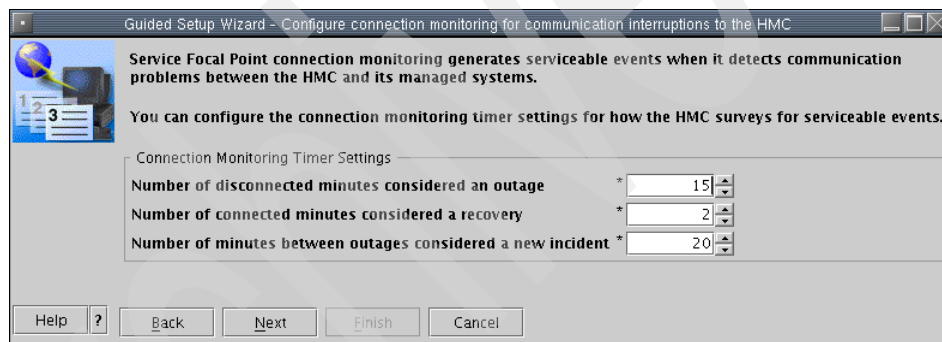 Guided Setup Wizard - Configure connection monitoring for communication interruptions to the HMC
Service Focal Point connection monitoring generates serviceable events when it detects communication
problems between the HMC and its managed systems.
1 2 3
You can configure the connection monitoring timer settings for how the HMC surveys for serviceable events.
Connection Monitoring Timer Settings
Number of disconnected minutes considered an outage * 15
Number of connected minutes considered a recovery * 2
Number of minutes between outages considered a new incident * 20
Help ? Back Next Finish Cancel